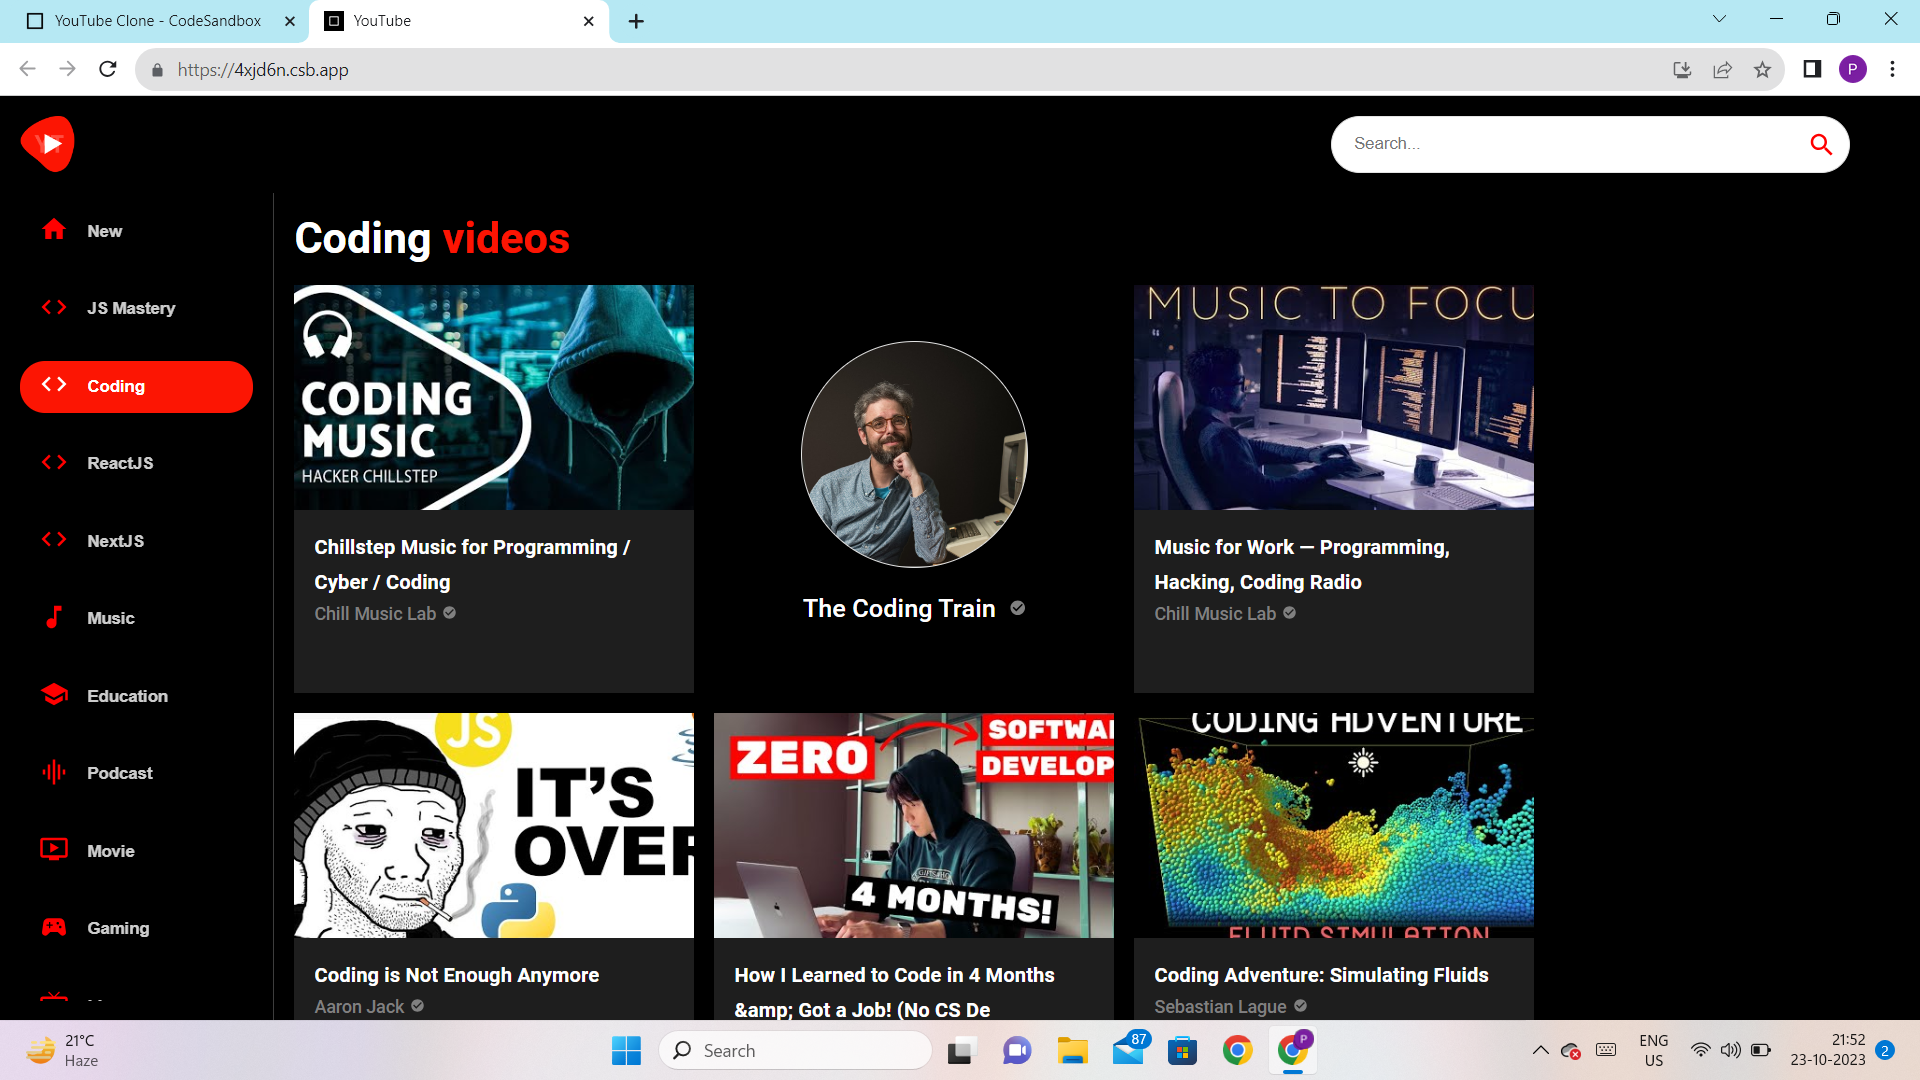 YouTube Clone - CodeSandbox
YouTube
https://4xjd6n.csb.app
P
Search...
New
JS Mastery
Coding
ReactJS
NextJS
Music
Education
Podcast
Movie
Gaming
Coding videos
CODING
MUSIC
HACKER CHILLSTEP
Chillstep Music for Programming /
Cyber / Coding
Chill Music Lab
The Coding Train
MUSIC TO FOCU
Music for Work — Programming,
Hacking, Coding Radio
Chill Music Lab
JS
IT'S
OVER
Coding is Not Enough Anymore
Aaron Jack
ZERO
SOFTWA
DEVELOP
4 MONTHS!
How I Learned to Code in 4 Months
&amp; Got a Job! (No CS De
CODING ADVENTURE
FLUID SIMULATION
Coding Adventure: Simulating Fluids
Sebastian Lague
21°C
Haze
Search
87
P
ENG
US
21:52
23-10-2023
2